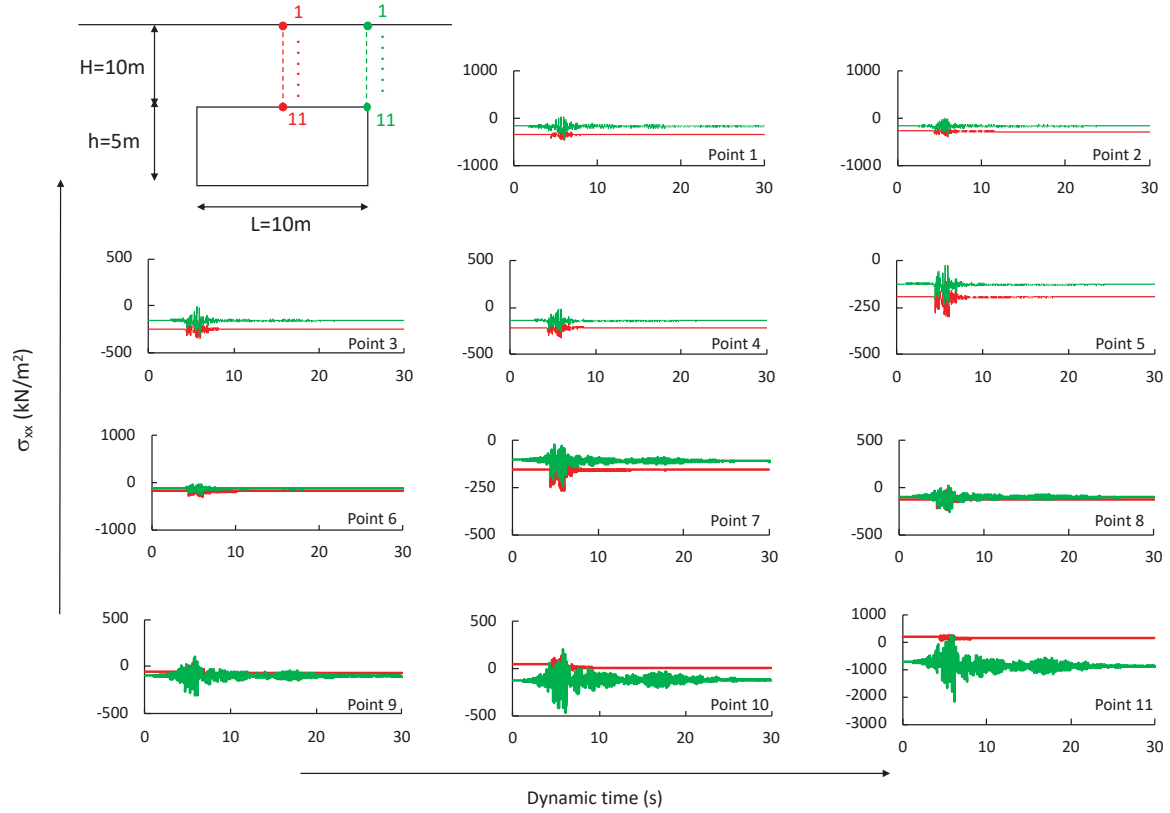 1 1
H=10m
11 11
h=5m
L=10m
1000
0
-1000
0 10 20 30
Point 1
1000
0
-1000
0 10 20 30
Point 2
500
0
-500
0 10 20 30
Point 3
500
0
-500
0 10 20 30
Point 4
0
-250
-500
0 10 20 30
Point 5
1000
0
-1000
0 10 20 30
Point 6
0
-250
-500
0 10 20 30
Point 7
500
0
-500
0 10 20 30
Point 8
500
0
-500
0 10 20 30
Point 9
500
0
-500
0 10 20 30
Point 10
1000
0
-1000
-2000
-3000
0 10 20 30
Point 11
σxx (kN/m²)
Dynamic time (s)